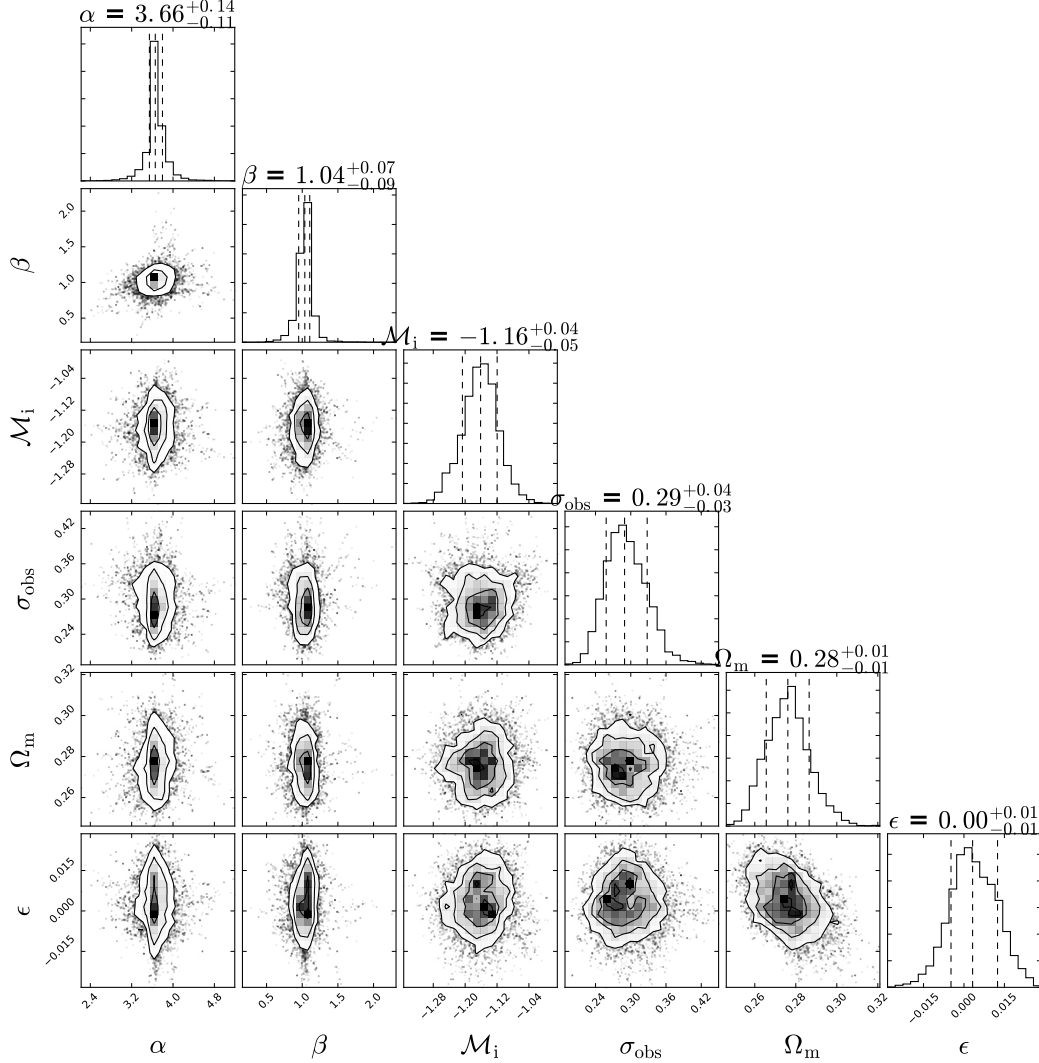 α = 3.66^{+0.14}_{−0.11}
β = 1.04^{+0.07}_{−0.09}
β
2.0
1.5
1.0
0.5
ℳ_i = −1.16^{+0.04}_{−0.05}
ℳ_i
−1.04
−1.12
−1.20
−1.28
σ_obs = 0.29^{+0.04}_{−0.03}
σ_obs
0.42
0.36
0.30
0.24
Ω_m = 0.28^{+0.01}_{−0.01}
Ω_m
0.32
0.30
0.28
0.26
ϵ = 0.00^{+0.01}_{−0.01}
ϵ
0.015
0.000
−0.015
2.4 3.2 4.0 4.8
0.5 1.0 1.5 2.0
−1.28 −1.20 −1.12 −1.04
0.24 0.30 0.36 0.42
0.26 0.28 0.30 0.32
−0.015 0.000 0.015
α β ℳ_i σ_obs Ω_m ϵ